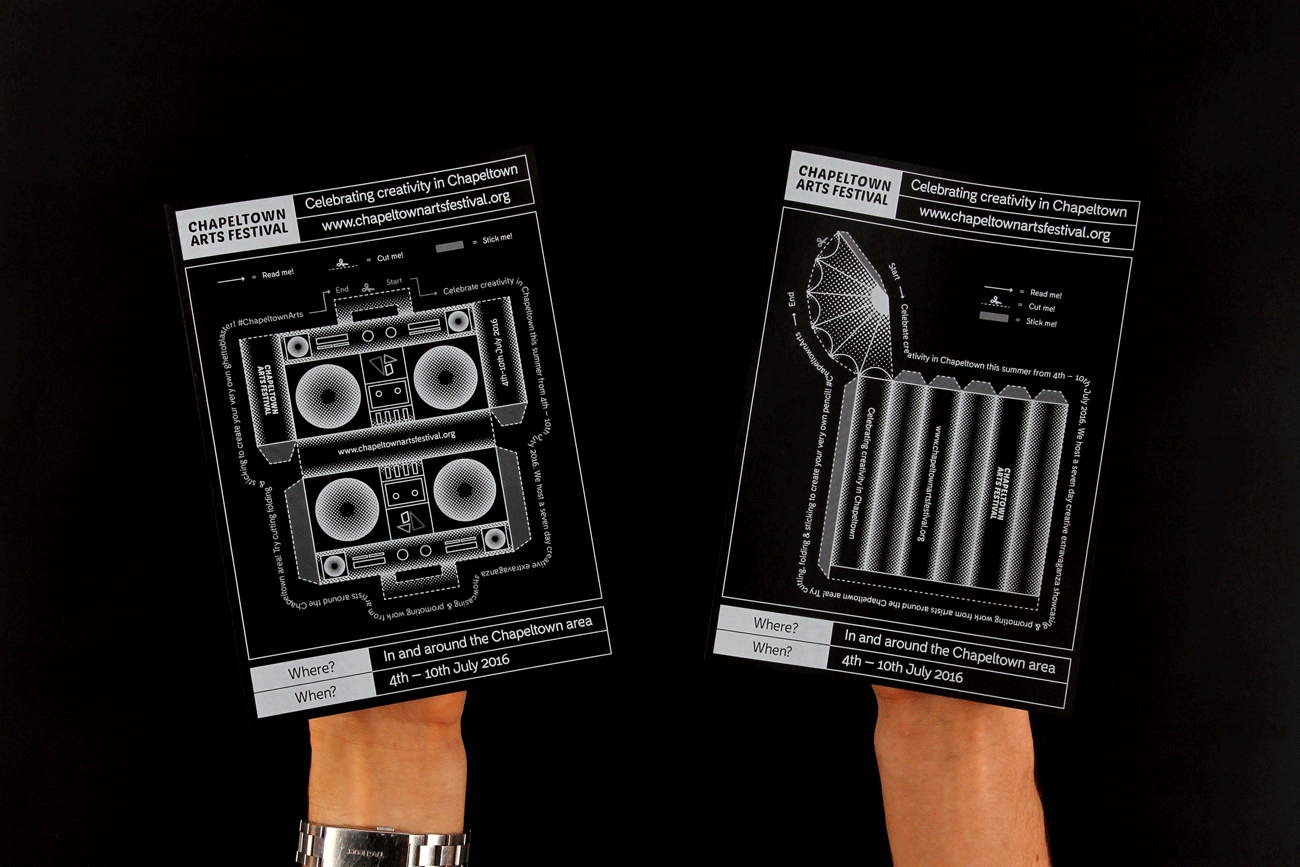 CHAPELTOWN
ARTS FESTIVAL
Celebrating creativity in Chapeltown
www.chapeltownartsfestival.org
= Read me!
= Cut me!
= Stick me!
End
Start
Celebrate creativity in Chapeltown this summer from 4th – 10th July 2016. We host a seven day creative extravaganza showcasing & promoting work from artists around the Chapeltown area! Try cutting folding & sticking to create your very own ghettoblaster! #ChapeltownArts
CHAPELTOWN
ARTS FESTIVAL
4th–10th July 2016
www.chapeltownartsfestival.org
Where?
In and around the Chapeltown area
When?
4th – 10th July 2016
TAGHeuer
CHAPELTOWN
ARTS FESTIVAL
Celebrating creativity in Chapeltown
www.chapeltownartsfestival.org
= Read me!
= Cut me!
= Stick me!
End
Start
Celebrate creativity in Chapeltown this summer from 4th – 10th July 2016. We host a seven day creative extravaganza showcasing & promoting work from artists around the Chapeltown area! Try cutting, folding & sticking to create your very own pencil! #ChapeltownArts
Celebrating creativity in Chapeltown
www.chapeltownartsfestival.org
CHAPELTOWN
ARTS FESTIVAL
Where?
In and around the Chapeltown area
When?
4th – 10th July 2016